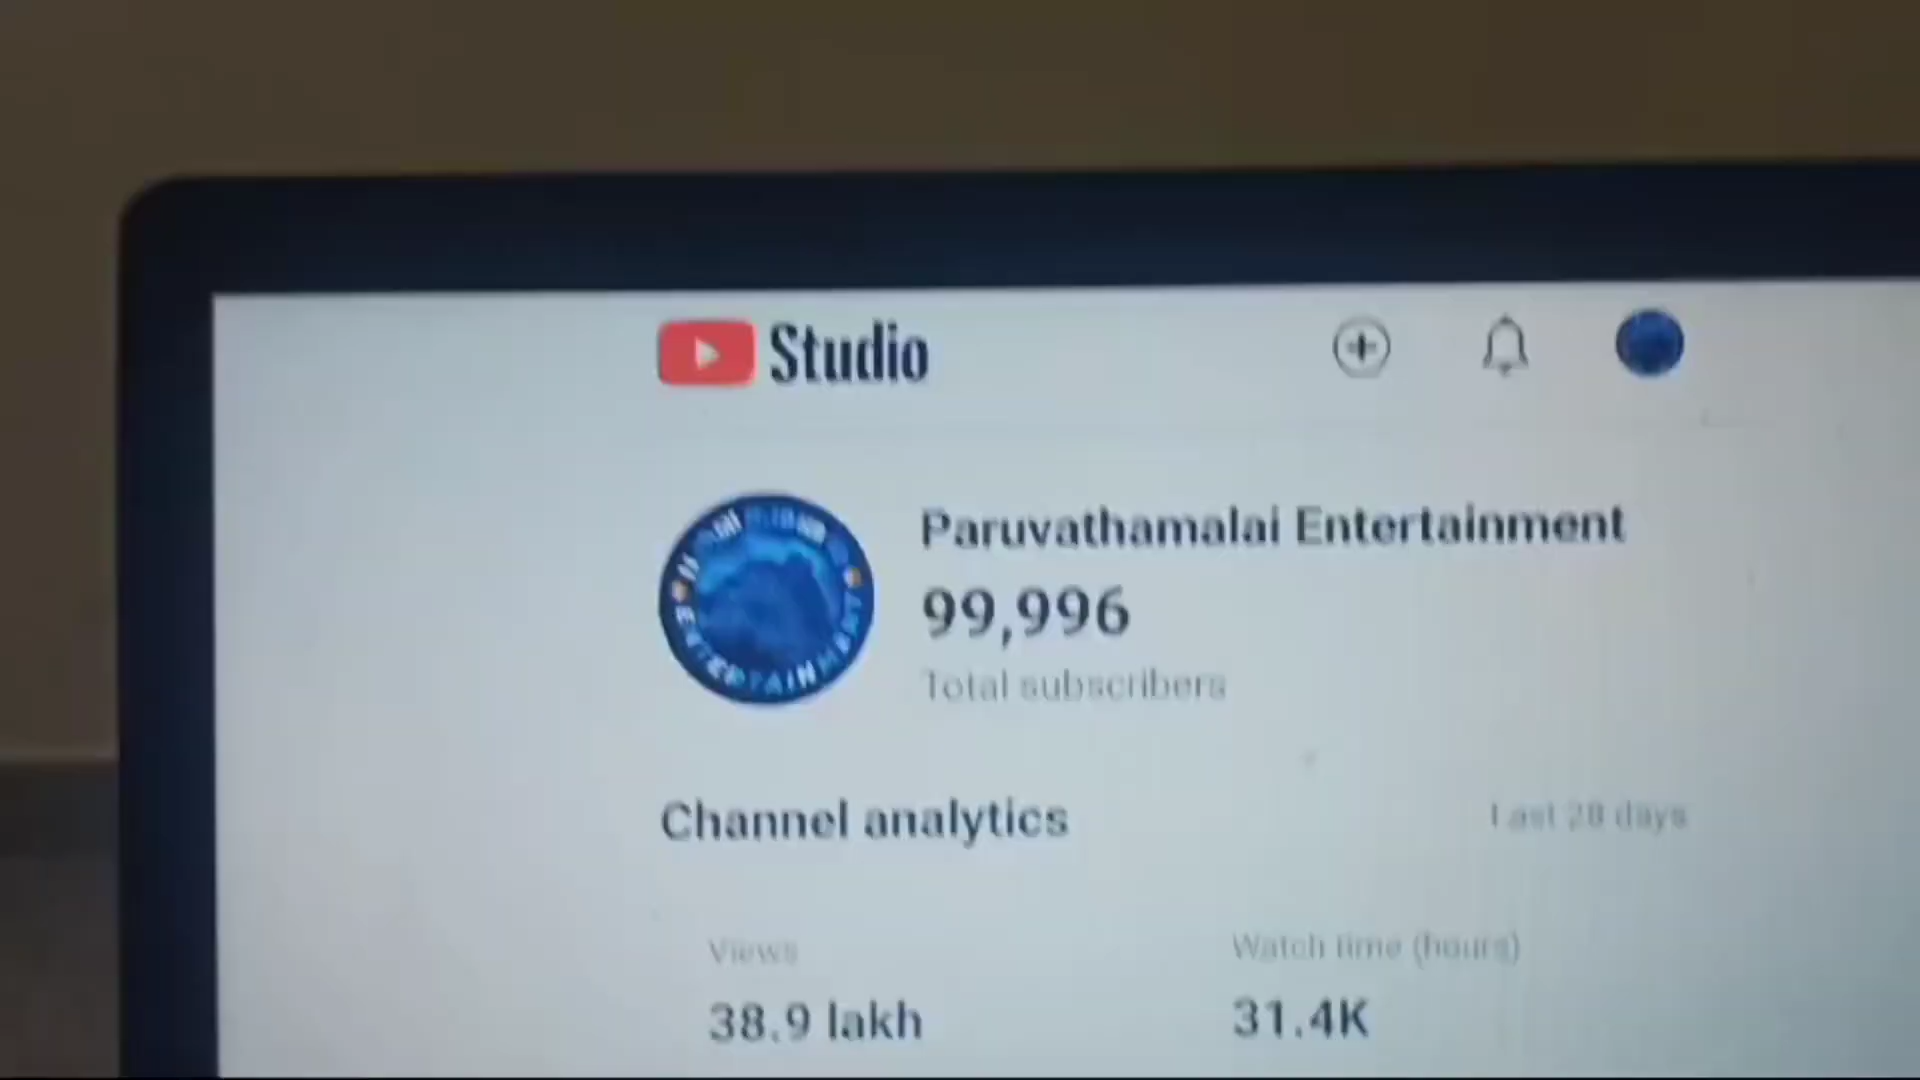 Studio
Paruvathamalai Entertainment
99,996
Total subscribers
ENTERTAINMENT
Channel analytics
Last 28 days
Views
Watch time (hours)
38.9 lakh
31.4K